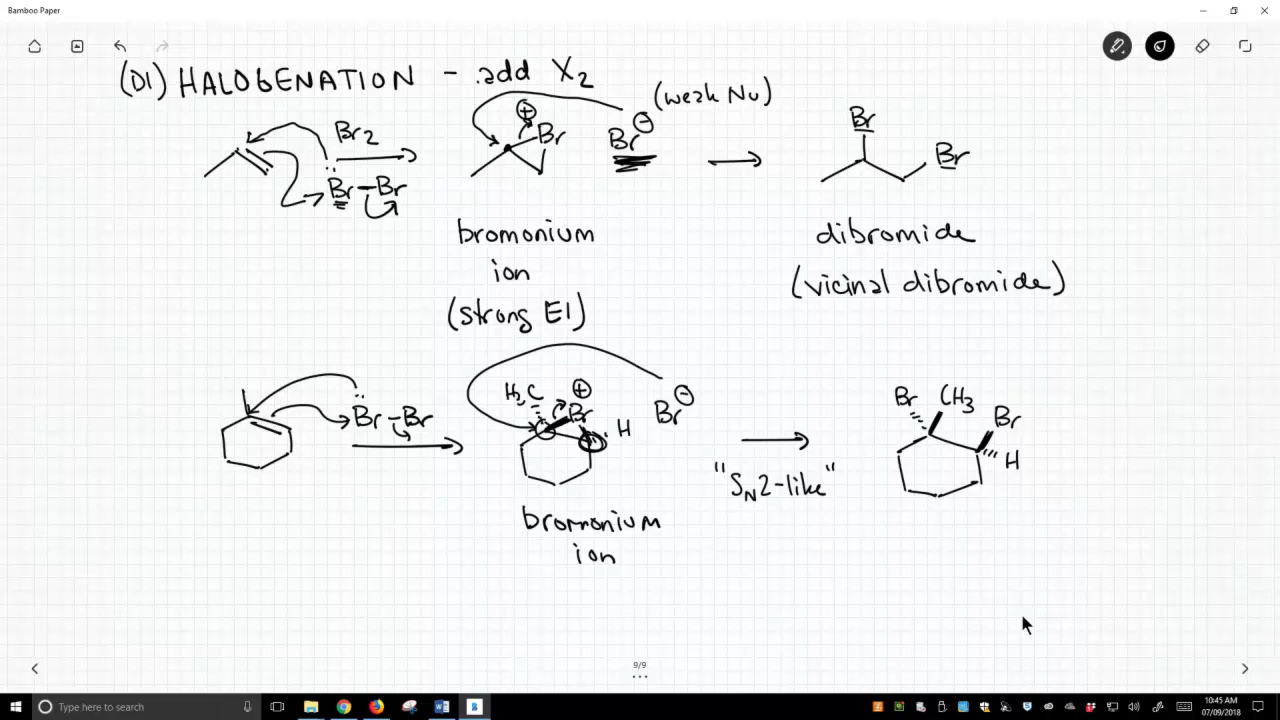 Bamboo Paper
(D1) HALOGENATION - add X2
(weak Nu)
Br2
⊕
Br
Br⊖
Br
Br
Br-Br
bromonium
ion
(strong El)
dibromide
(vicinal dibromide)
H3C
⊕
Br
Br⊖
H
Br-Br
Br
CH3
Br
H
"SN2-like"
bromonium
ion
9/9
Type here to search
10:45 AM
07/09/2018